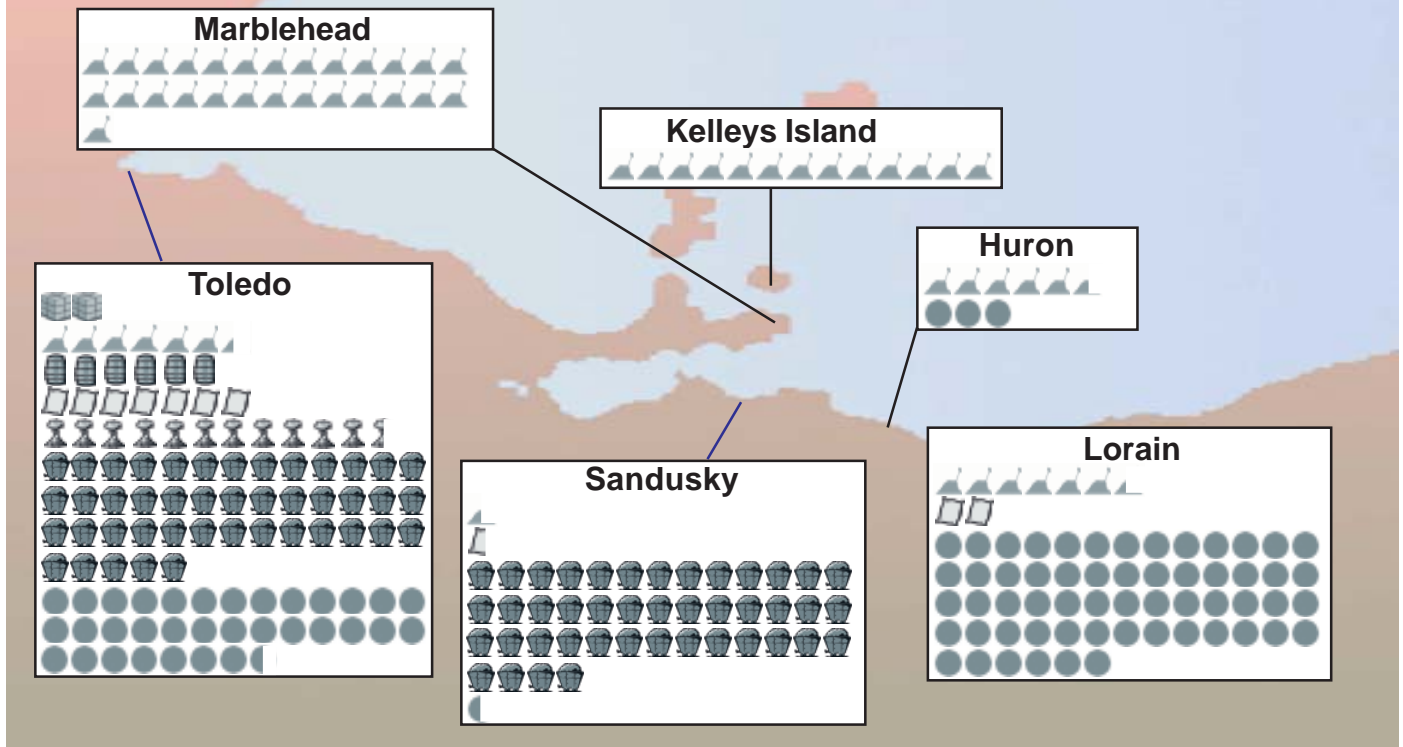 Marblehead
Kelleys Island
Huron
Toledo
Lorain
Sandusky